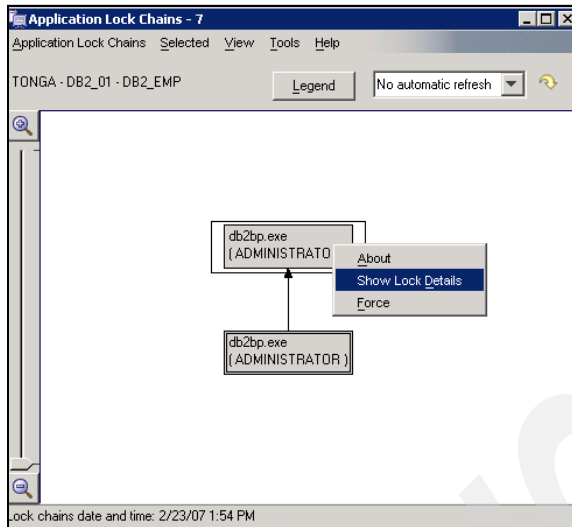 Application Lock Chains - 7
Application Lock Chains Selected View Tools Help
TONGA - DB2_01 - DB2_EMP
Legend
No automatic refresh
db2bp.exe
( ADMINISTRATO
About
Show Lock Details
Force
db2bp.exe
( ADMINISTRATOR )
Lock chains date and time: 2/23/07 1:54 PM